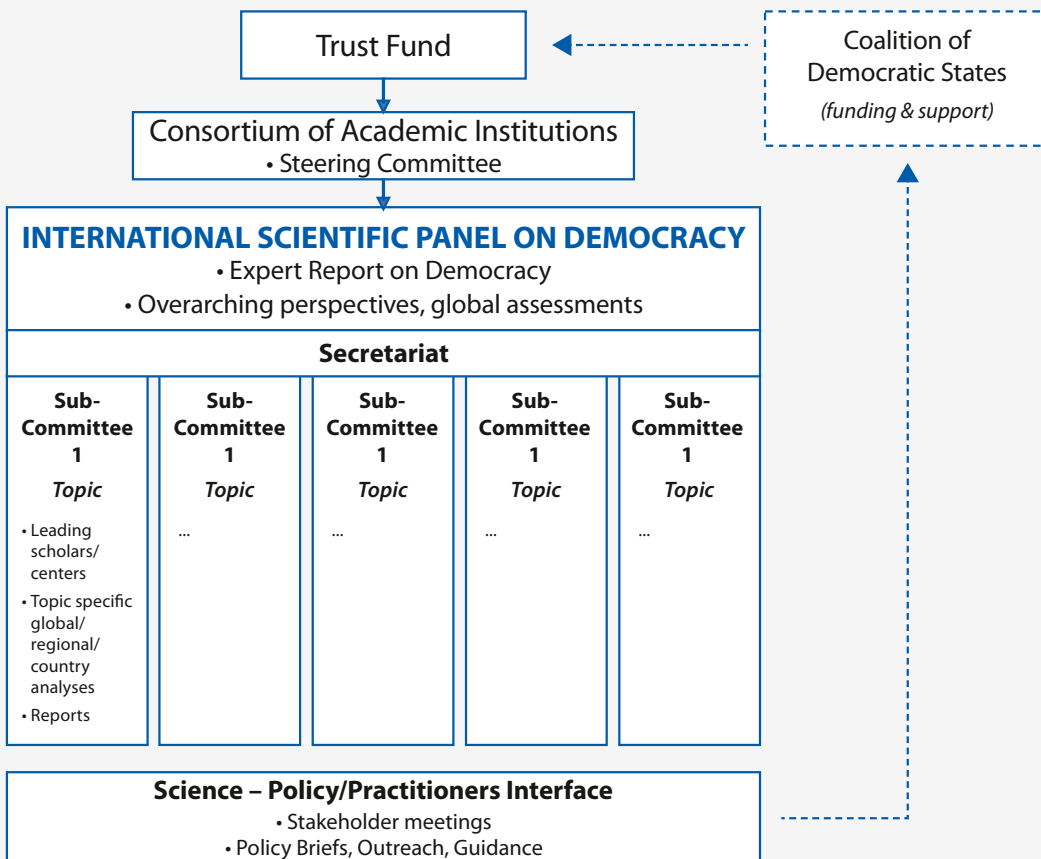 Trust Fund
Coalition of
Democratic States
(funding & support)
Consortium of Academic Institutions
• Steering Committee
INTERNATIONAL SCIENTIFIC PANEL ON DEMOCRACY
• Expert Report on Democracy
• Overarching perspectives, global assessments
Secretariat
Sub-
Committee
1
Topic
• Leading
scholars/
centers
• Topic specific
global/
regional/
country
analyses
• Reports
Sub-
Committee
1
Topic
...
Sub-
Committee
1
Topic
...
Sub-
Committee
1
Topic
...
Sub-
Committee
1
Topic
...
Science – Policy/Practitioners Interface
• Stakeholder meetings
• Policy Briefs, Outreach, Guidance